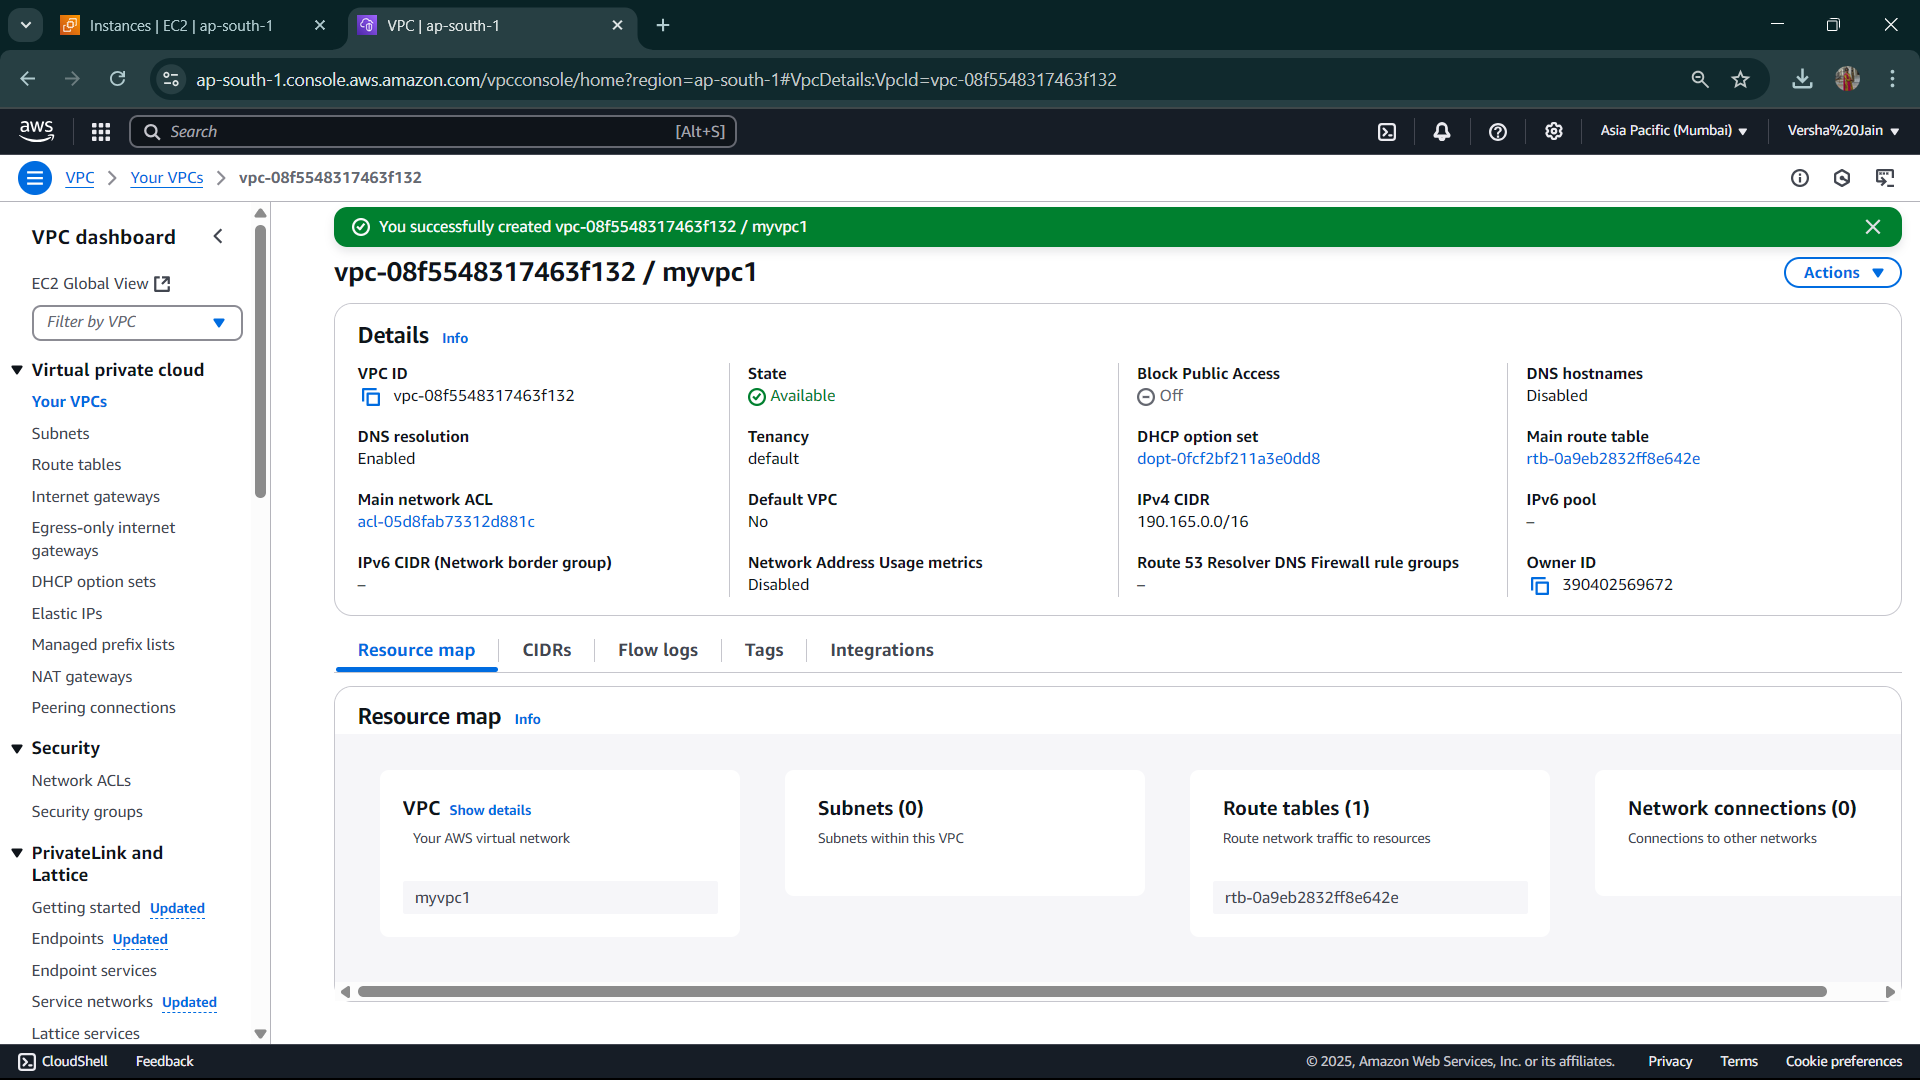 Instances | EC2 | ap-south-1
VPC | ap-south-1
ap-south-1.console.aws.amazon.com/vpcconsole/home?region=ap-south-1#VpcDetails:VpcId=vpc-08f5548317463f132
aws
Search
[Alt+S]
Asia Pacific (Mumbai)
Versha%20Jain
VPC
Your VPCs
vpc-08f5548317463f132
VPC dashboard
EC2 Global View
Filter by VPC
Virtual private cloud
Your VPCs
Subnets
Route tables
Internet gateways
Egress-only internet
gateways
DHCP option sets
Elastic IPs
Managed prefix lists
NAT gateways
Peering connections
Security
Network ACLs
Security groups
PrivateLink and
Lattice
Getting started Updated
Endpoints Updated
Endpoint services
Service networks Updated
Lattice services
You successfully created vpc-08f5548317463f132 / myvpc1
vpc-08f5548317463f132 / myvpc1
Actions
Details Info
VPC ID
vpc-08f5548317463f132
State
Available
Block Public Access
Off
DNS hostnames
Disabled
DNS resolution
Enabled
Tenancy
default
DHCP option set
dopt-0fcf2bf211a3e0dd8
Main route table
rtb-0a9eb2832ff8e642e
Main network ACL
acl-05d8fab73312d881c
Default VPC
No
IPv4 CIDR
190.165.0.0/16
IPv6 pool
–
IPv6 CIDR (Network border group)
–
Network Address Usage metrics
Disabled
Route 53 Resolver DNS Firewall rule groups
–
Owner ID
390402569672
Resource map
CIDRs
Flow logs
Tags
Integrations
Resource map Info
VPC Show details
Your AWS virtual network
myvpc1
Subnets (0)
Subnets within this VPC
Route tables (1)
Route network traffic to resources
rtb-0a9eb2832ff8e642e
Network connections (0)
Connections to other networks
CloudShell
Feedback
© 2025, Amazon Web Services, Inc. or its affiliates.
Privacy
Terms
Cookie preferences